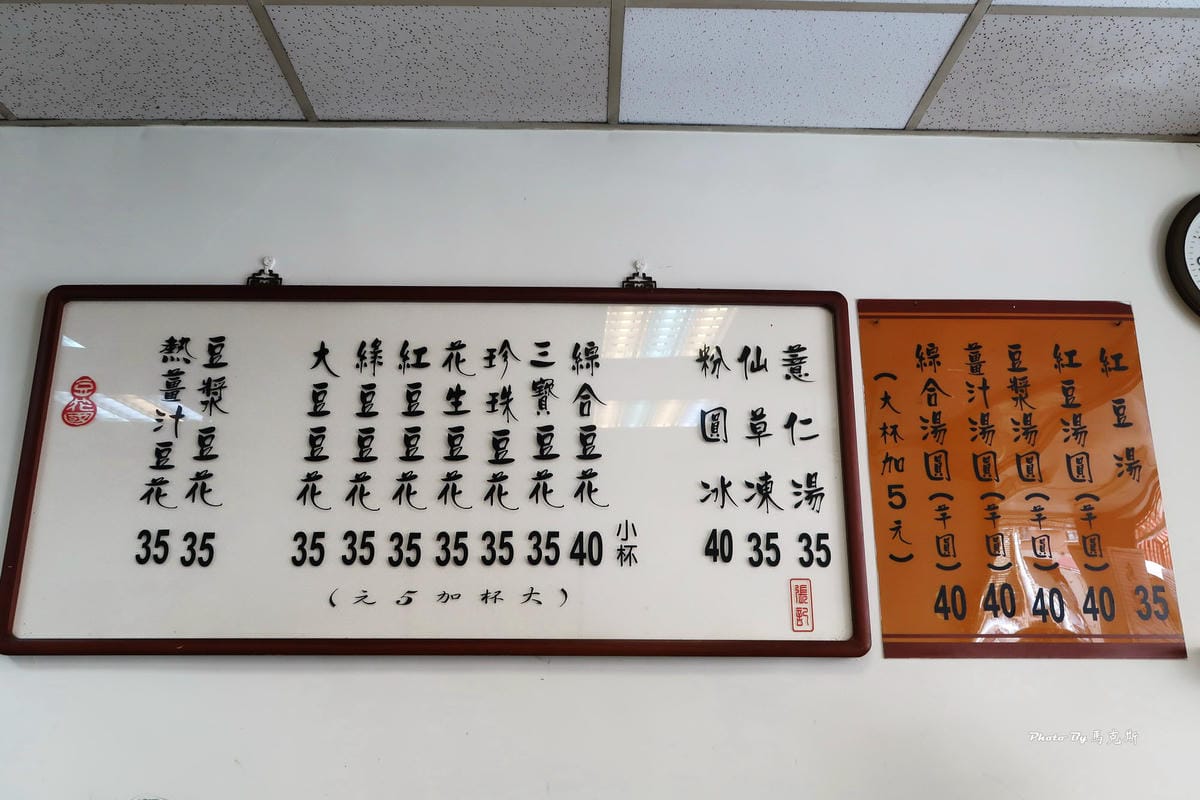 薏仁湯 35
仙草凍 35
粉圓冰 40
小杯
綜合豆花 40
三寶豆花 35
珍珠豆花 35
花生豆花 35
紅豆豆花 35
綠豆豆花 35
大豆豆花 35
(大杯加5元)
豆漿豆花 35
熱薑汁豆花 35
豆花國
張記
紅豆湯 35
紅豆湯圓(芋圓) 40
豆漿湯圓(芋圓) 40
薑汁湯圓(芋圓) 40
綜合湯圓(芋圓) 40
(大杯加5元)
Photo By 馬克斯